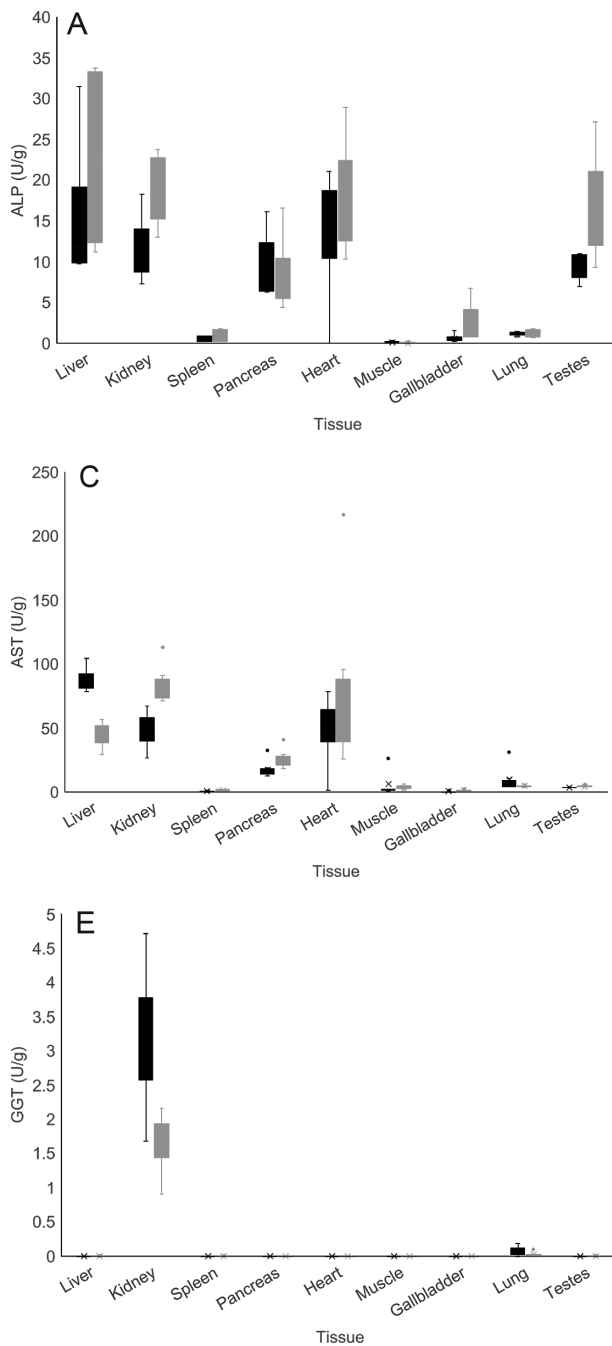 A
40
35
30
25
20
15
10
5
0
ALP (U/g)
Liver Kidney Spleen Pancreas Heart Muscle Gallbladder Lung Testes
Tissue
C
250
200
150
100
50
0
AST (U/g)
Liver Kidney Spleen Pancreas Heart Muscle Gallbladder Lung Testes
Tissue
E
5
4.5
4
3.5
3
2.5
2
1.5
1
0.5
0
GGT (U/g)
Liver Kidney Spleen Pancreas Heart Muscle Gallbladder Lung Testes
Tissue